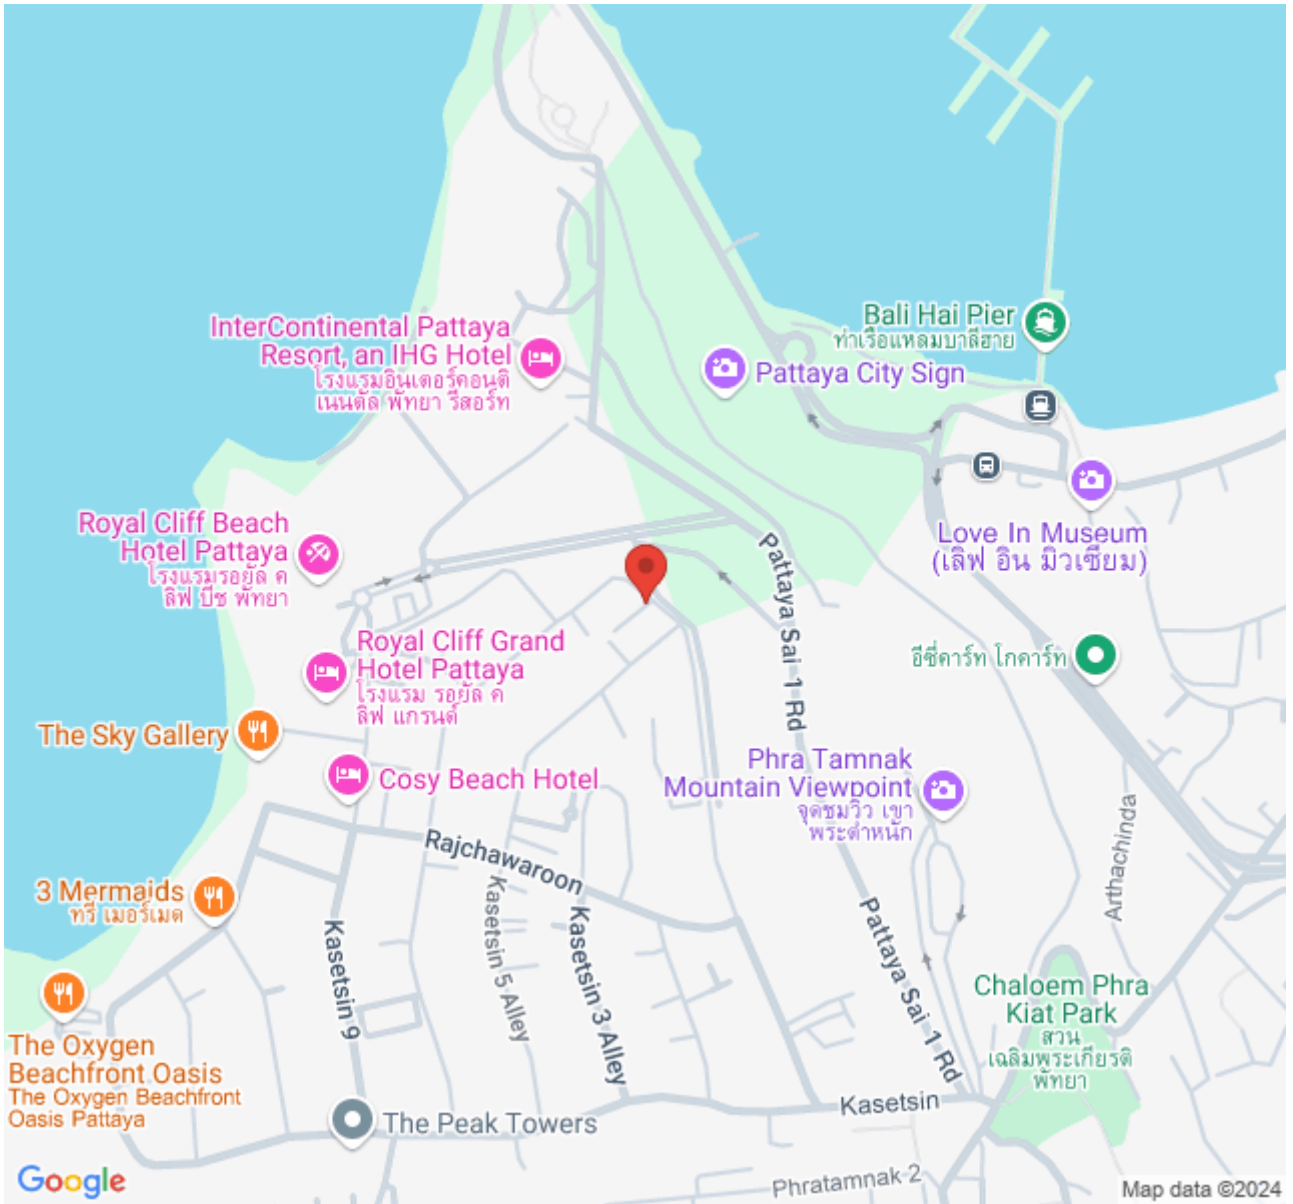 InterContinental Pattaya
Resort, an IHG Hotel
โรงแรมอินเตอร์คอนติ
เนนตัล พัทยา รีสอร์ท
Bali Hai Pier
ท่าเรือแหลมบาลีฮาย
Pattaya City Sign
Royal Cliff Beach
Hotel Pattaya
โรงแรมรอยัล ค
ลิฟ บีช พัทยา
Love In Museum
(เลิฟ อิน มิวเซียม)
Pattaya Sai 1 Rd
Royal Cliff Grand
Hotel Pattaya
โรงแรม รอยัล ค
ลิฟ แกรนด์
อีซี่คาร์ท โกคาร์ท
The Sky Gallery
Cosy Beach Hotel
Phra Tamnak
Mountain Viewpoint
จุดชมวิว เขา
พระตำหนัก
Rajchawaroon
Arthachinda
3 Mermaids
ทรี เมอร์เมด
Kasetsin 9
Kasetsin 5 Alley
Kasetsin 3 Alley
Pattaya Sai 1 Rd
Chaloem Phra
Kiat Park
สวน
เฉลิมพระเกียรติ
พัทยา
The Oxygen
Beachfront Oasis
The Oxygen Beachfront
Oasis Pattaya
The Peak Towers
Kasetsin
Phratamnak 2
Google
Map data ©2024